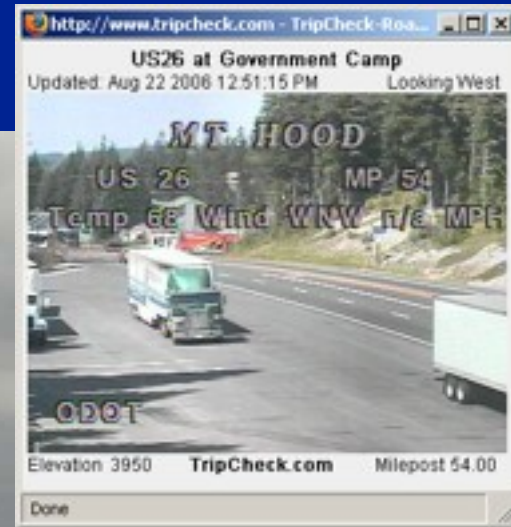 http://www.tripcheck.com - TripCheck-Roa...
US26 at Government Camp
Updated: Aug 22 2006 12:51:15 PM Looking West
MT. HOOD
US 26 MP 54
Temp 68 Wind WNW n/a MPH
ODOT
Elevation 3950 TripCheck.com Milepost 54.00
Done